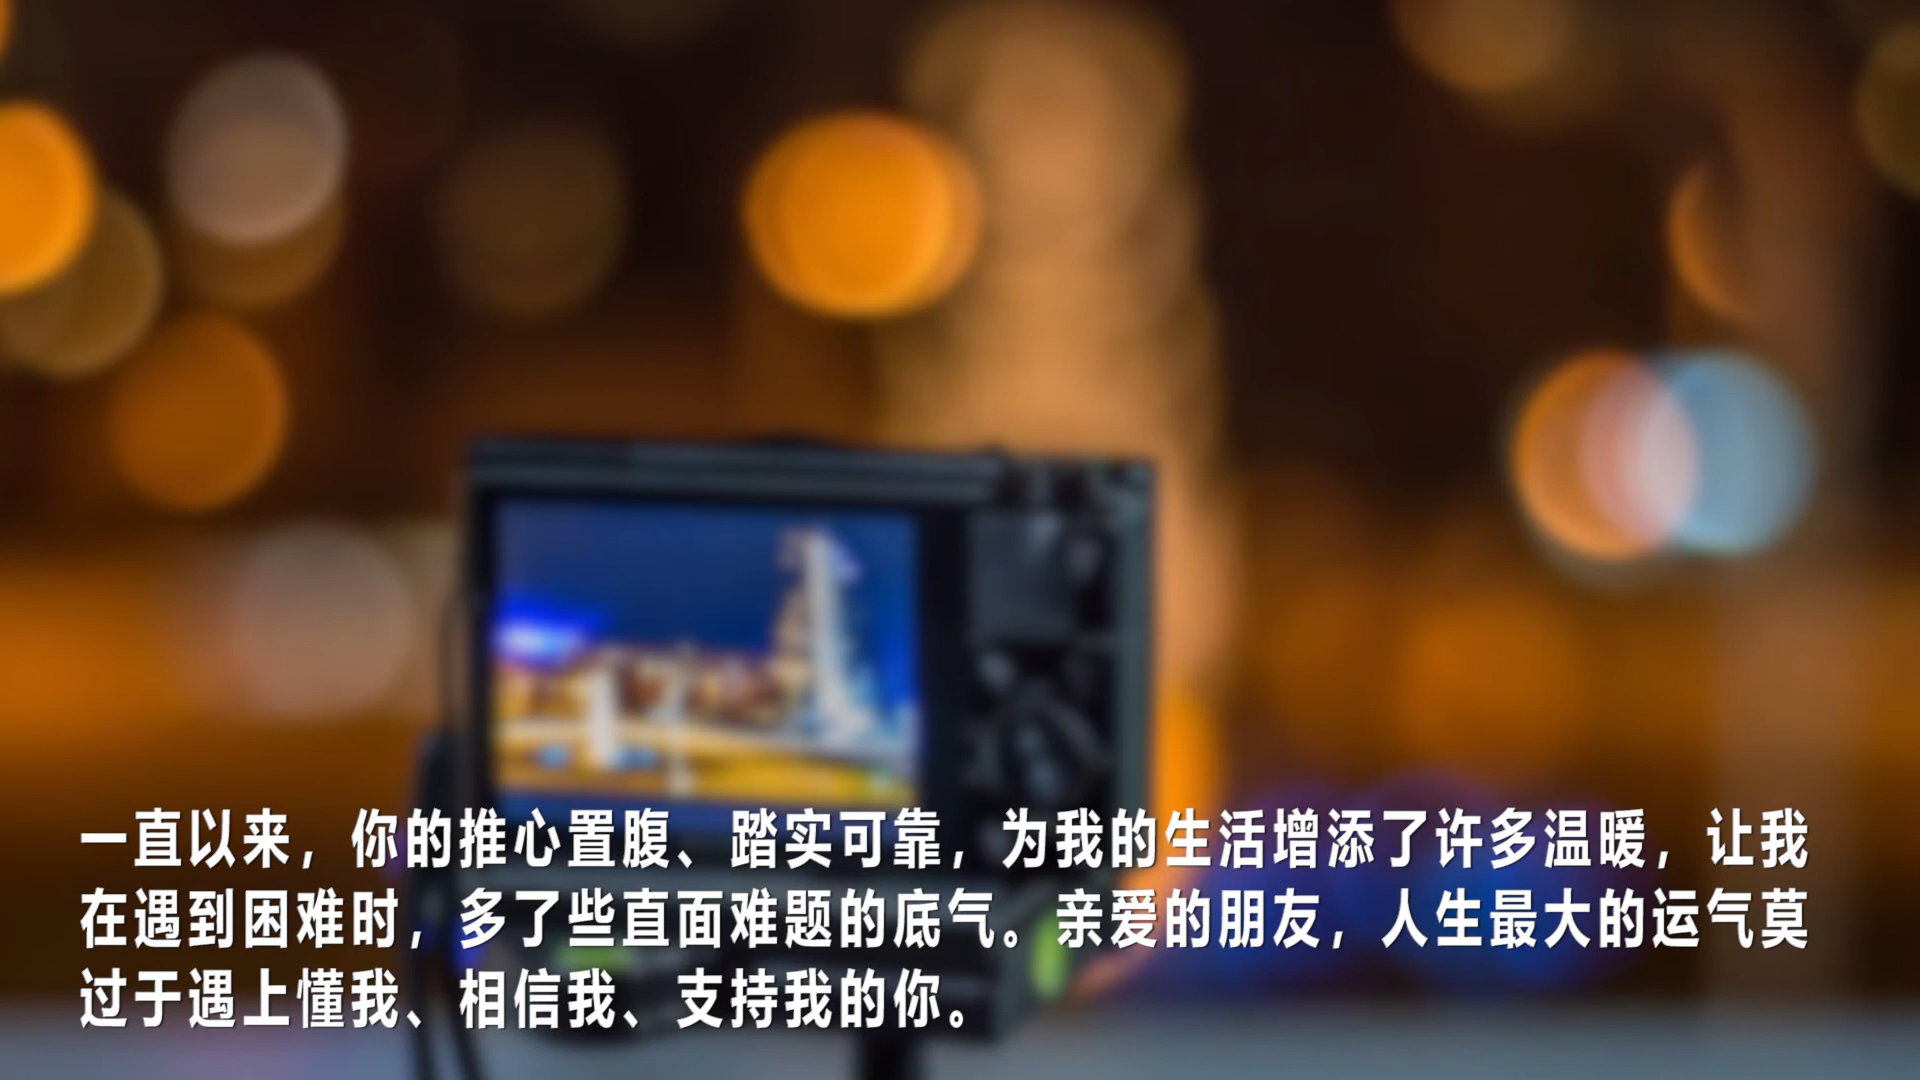 一直以来，你的推心置腹、踏实可靠，为我的生活增添了许多温暖，让我
在遇到困难时，多了些直面难题的底气。亲爱的朋友，人生最大的运气莫
过于遇上懂我、相信我、支持我的你。